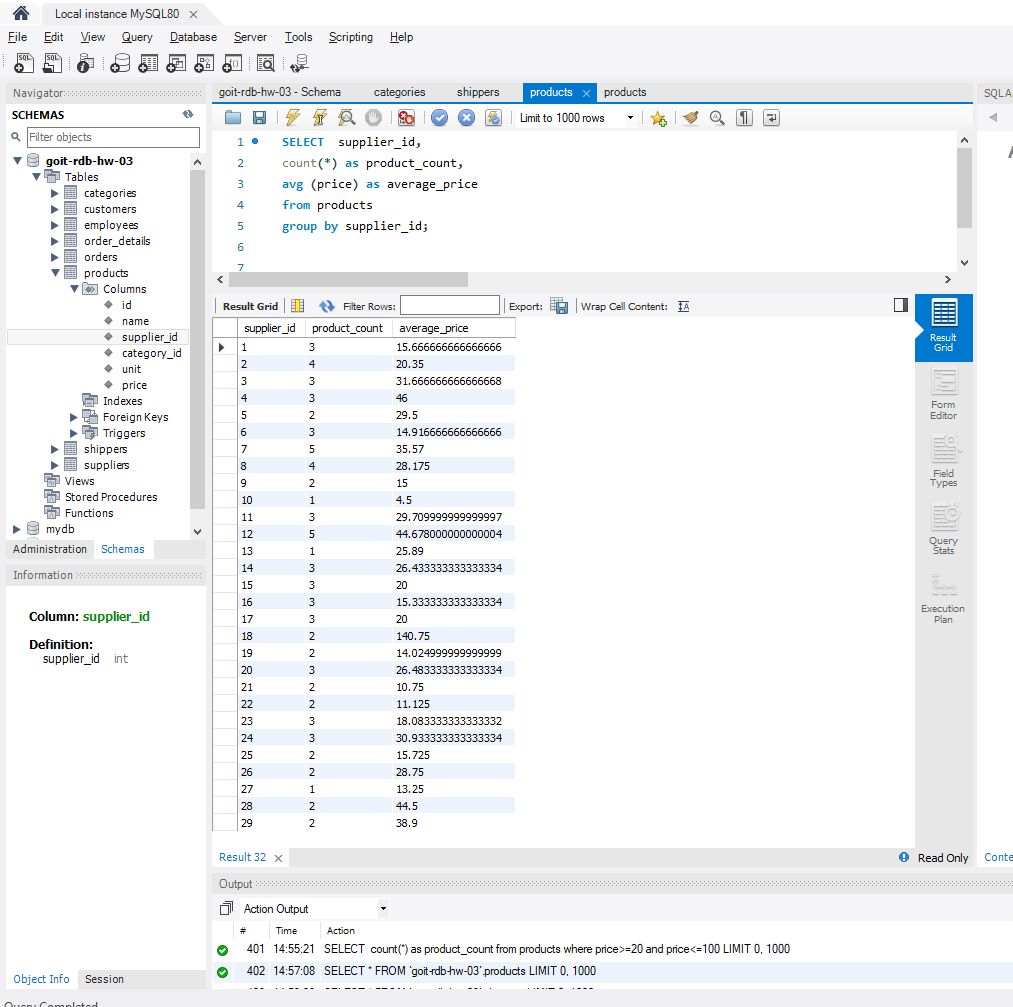 Local instance MySQL80
File Edit View Query Database Server Tools Scripting Help
Navigator
SCHEMAS
Filter objects
goit-rdb-hw-03
Tables
categories
customers
employees
order_details
orders
products
Columns
id
name
supplier_id
category_id
unit
price
Indexes
Foreign Keys
Triggers
shippers
suppliers
Views
Stored Procedures
Functions
mydb
Administration Schemas
Information
Column: supplier_id
Definition:
supplier_id int
Object Info Session
goit-rdb-hw-03 - Schema categories shippers products products
Limit to 1000 rows
1 SELECT supplier_id,
2 count(*) as product_count,
3 avg (price) as average_price
4 from products
5 group by supplier_id;
6
7
Result Grid Filter Rows: Export: Wrap Cell Content:
supplier_id product_count average_price
1 3 15.666666666666666
2 4 20.35
3 3 31.666666666666668
4 3 46
5 2 29.5
6 3 14.916666666666666
7 5 35.57
8 4 28.175
9 2 15
10 1 4.5
11 3 29.709999999999997
12 5 44.678000000000004
13 1 25.89
14 3 26.433333333333334
15 3 20
16 3 15.333333333333334
17 3 20
18 2 140.75
19 2 14.024999999999999
20 3 26.483333333333334
21 2 10.75
22 2 11.125
23 3 18.083333333333332
24 3 30.933333333333334
25 2 15.725
26 2 28.75
27 1 13.25
28 2 44.5
29 2 38.9
Result Grid
Form Editor
Field Types
Query Stats
Execution Plan
Result 32 Read Only
Output
Action Output
# Time Action
401 14:55:21 SELECT count(*) as product_count from products where price>=20 and price<=100 LIMIT 0, 1000
402 14:57:08 SELECT * FROM `goit-rdb-hw-03`.products LIMIT 0, 1000
SQLA
Conte
Query Completed